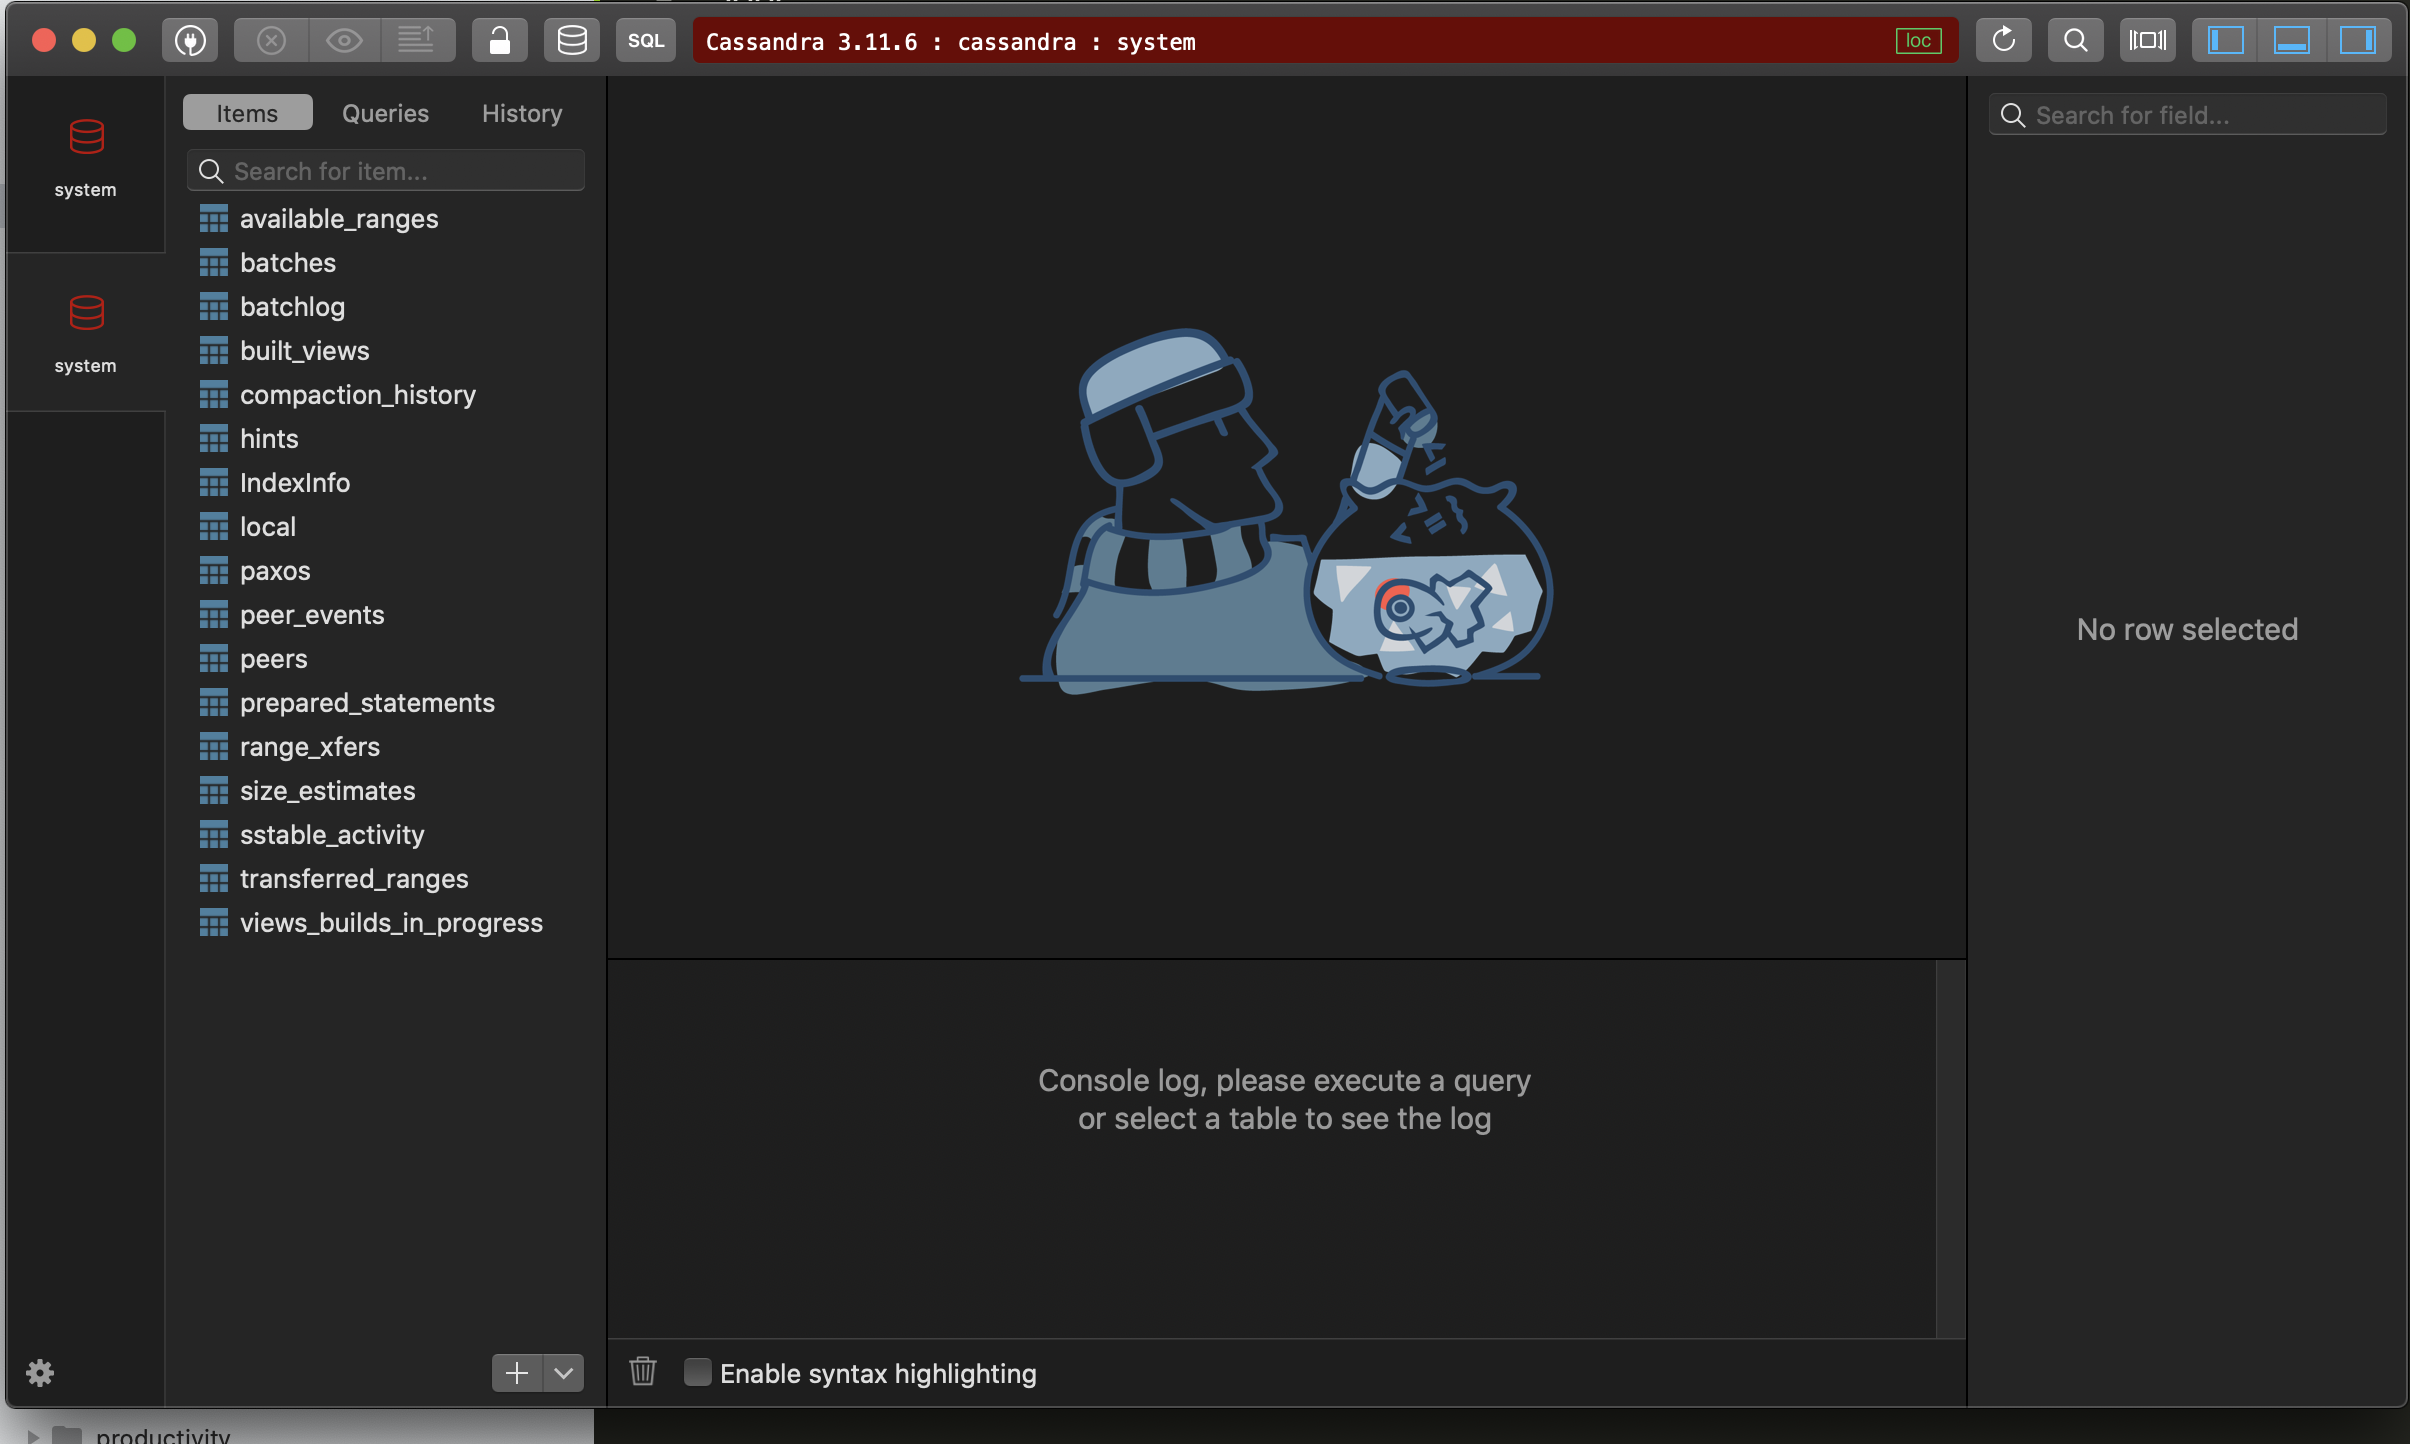 SQL
Cassandra 3.11.6 : cassandra : system
loc
system
system
Items Queries History
Search for item...
available_ranges
batches
batchlog
built_views
compaction_history
hints
IndexInfo
local
paxos
peer_events
peers
prepared_statements
range_xfers
size_estimates
sstable_activity
transferred_ranges
views_builds_in_progress
Console log, please execute a query
or select a table to see the log
Enable syntax highlighting
Search for field...
No row selected
productivity